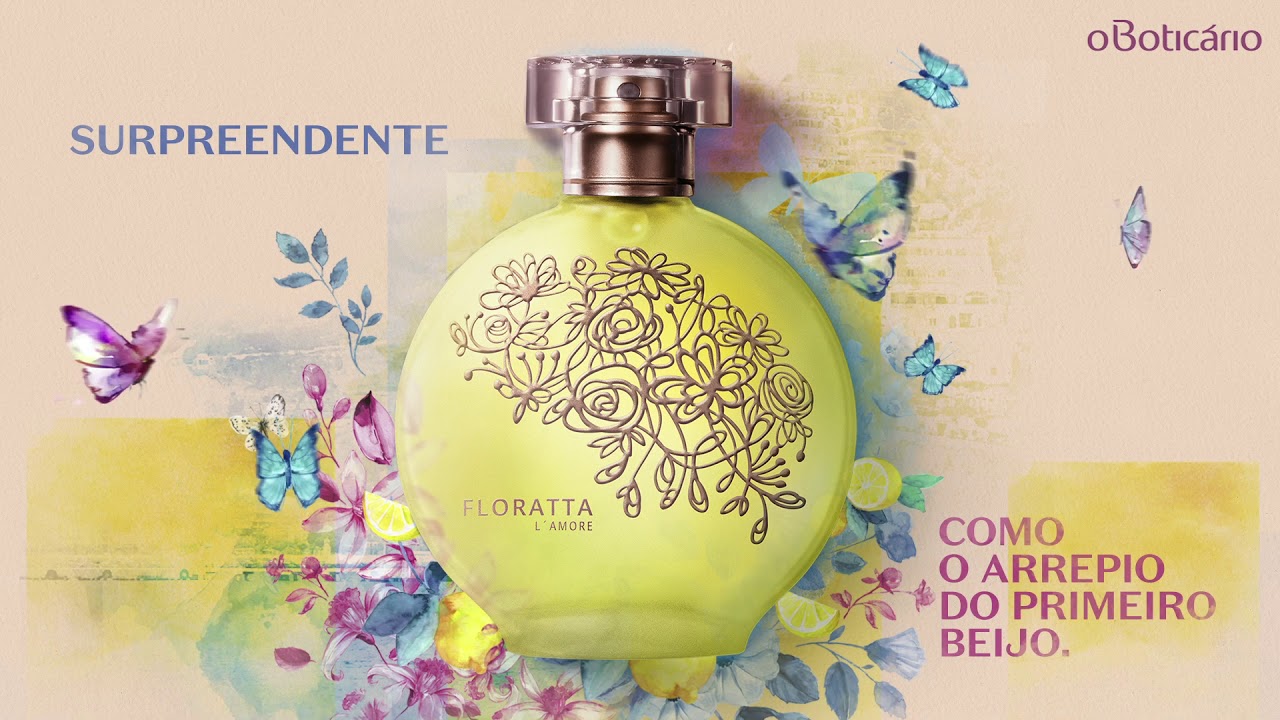 oBoticário
SURPREENDENTE
FLORATTA
L´AMORE
COMO
O ARREPIO
DO PRIMEIRO
BEIJO.